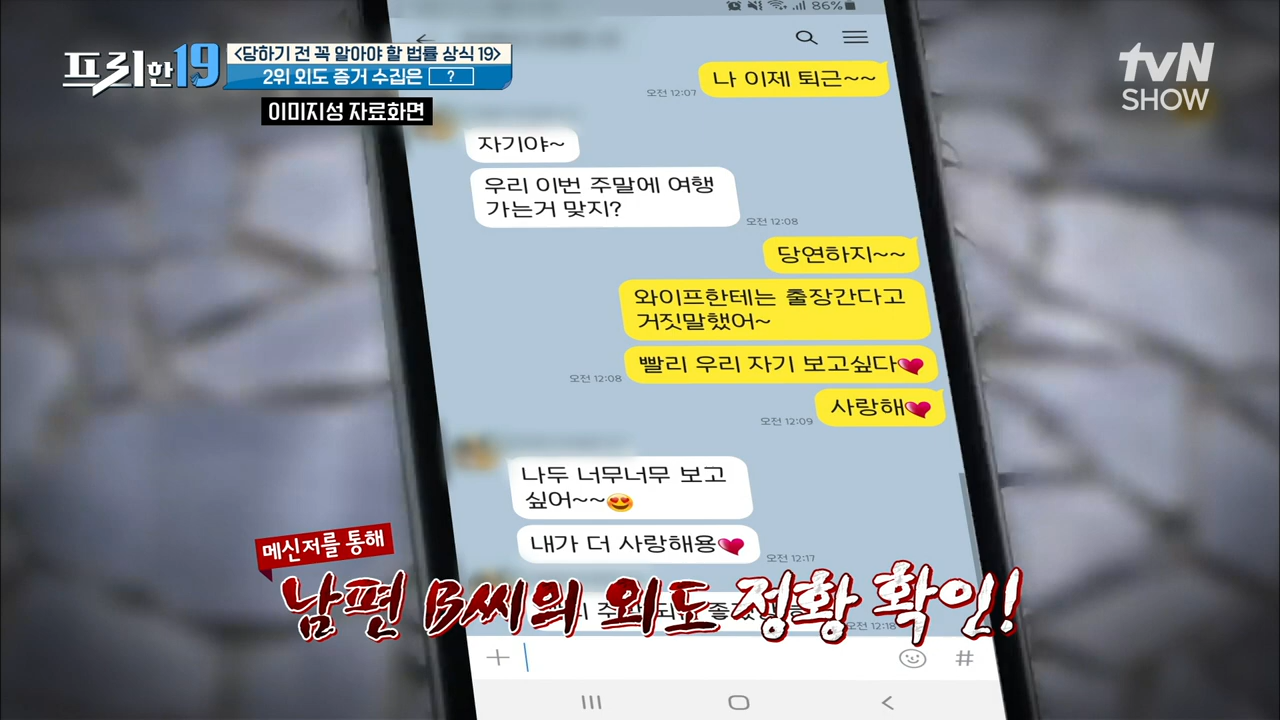 86%
프리한19
<당하기 전 꼭 알아야 할 법률 상식 19>
2위 외도 증거 수집은 ?
이미지성 자료화면
tvN
SHOW
나 이제 퇴근~~
오전 12:07
자기야~
우리 이번 주말에 여행
가는거 맞지?
오전 12:08
당연하지~~
와이프한테는 출장간다고
거짓말했어~
빨리 우리 자기 보고싶다❤
오전 12:08
사랑해❤
오전 12:09
나두 너무너무 보고
싶어~~😍
내가 더 사랑해용❤
오전 12:17
오전 12:18
메신저를 통해
남편 B씨의 외도 정황 확인!
#